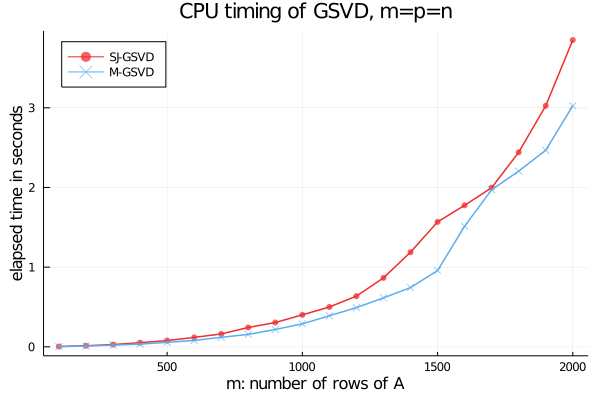 CPU timing of GSVD, m=p=n
SJ-GSVD
M-GSVD
elapsed time in seconds
3
2
1
0
500
1000
1500
2000
m: number of rows of A